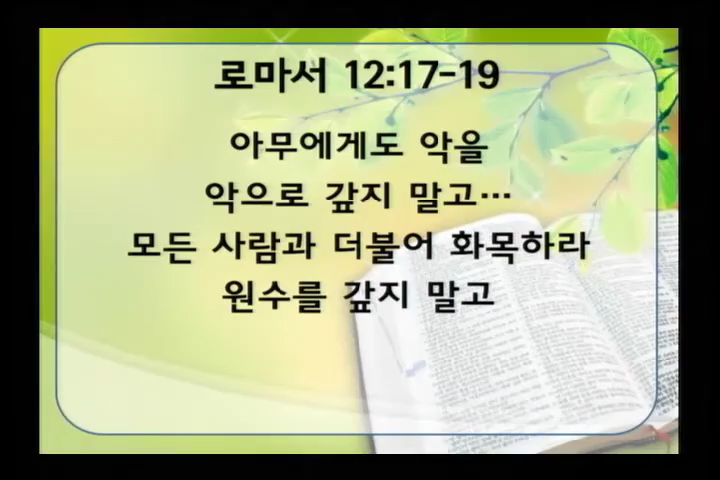 로마서 12:17-19
아무에게도 악을
악으로 갚지 말고…
모든 사람과 더불어 화목하라
원수를 갚지 말고